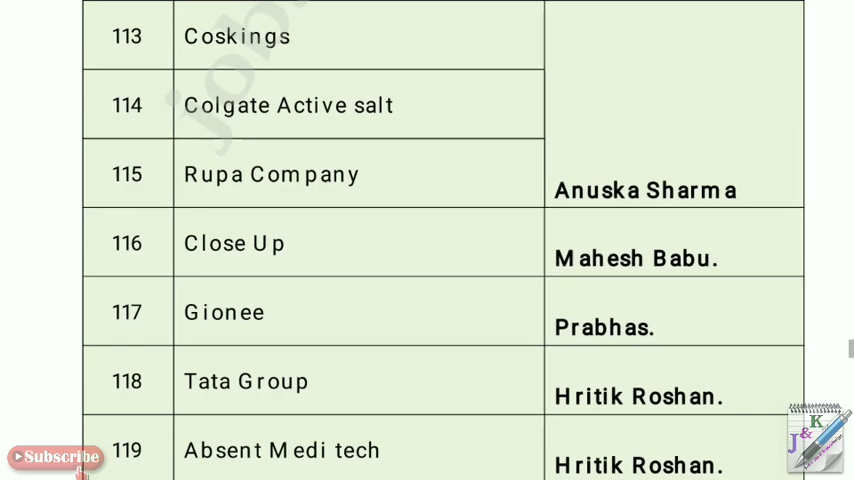 113 Coskings
114 Colgate Active salt
115 Rupa Company Anuska Sharma
116 Close Up Mahesh Babu.
117 Gionee Prabhas.
118 Tata Group Hritik Roshan.
119 Absent Medi tech Hritik Roshan.
Subscribe
J&K
job